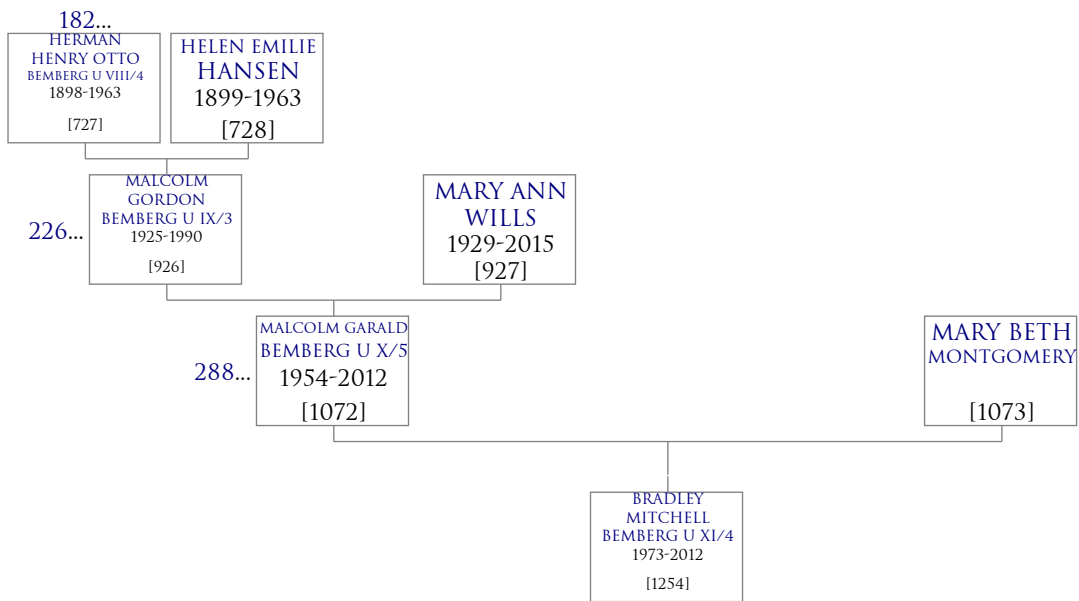 182...
HERMAN
HENRY OTTO
BEMBERG U VIII/4
1898-1963
[727]
HELEN EMILIE
HANSEN
1899-1963
[728]
226...
MALCOLM
GORDON
BEMBERG U IX/3
1925-1990
[926]
MARY ANN
WILLS
1929-2015
[927]
288...
MALCOLM GARALD
BEMBERG U X/5
1954-2012
[1072]
MARY BETH
MONTGOMERY
[1073]
BRADLEY
MITCHELL
BEMBERG U XI/4
1973-2012
[1254]